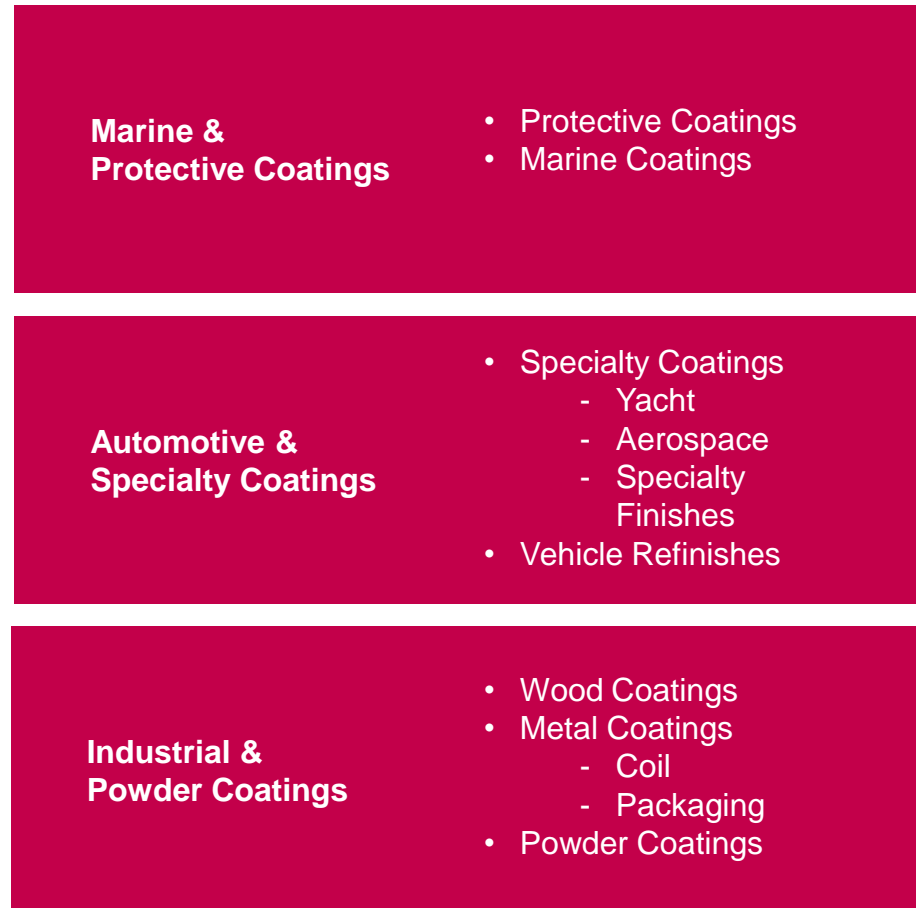 Marine &
Protective Coatings
• Protective Coatings
• Marine Coatings
Automotive &
Specialty Coatings
• Specialty Coatings
- Yacht
- Aerospace
- Specialty
Finishes
• Vehicle Refinishes
Industrial &
Powder Coatings
• Wood Coatings
• Metal Coatings
- Coil
- Packaging
• Powder Coatings